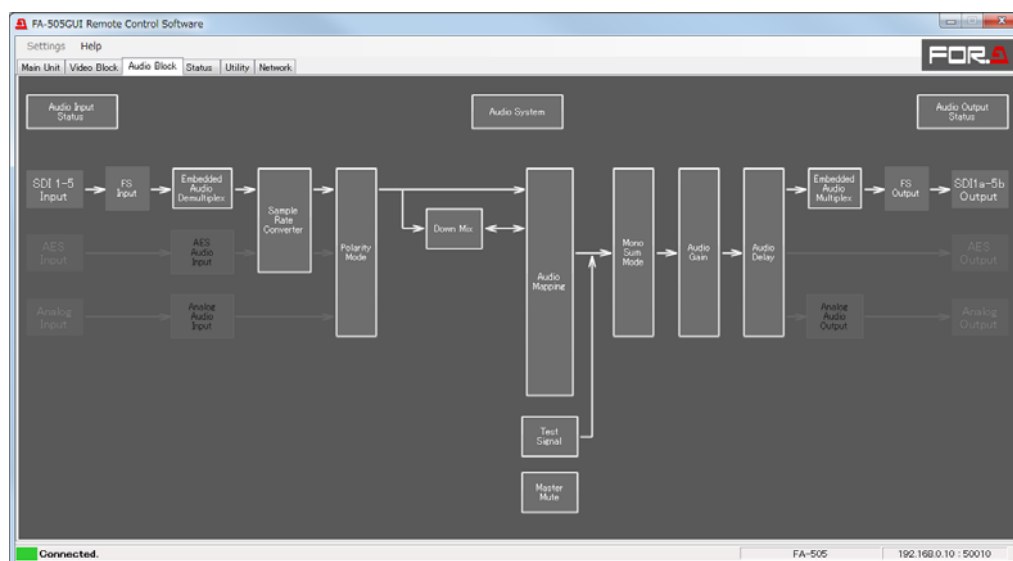 FA-505GUI Remote Control Software
Settings Help
FOR.A
Main Unit Video Block Audio Block Status Utility Network
Audio Input
Status
Audio System
Audio Output
Status
SDI 1-5
Input
FS
Input
Embedded
Audio
Demultiplex
Sample
Rate
Converter
Polarity
Mode
Down Mix
Audio
Mapping
Mono
Sum
Mode
Audio
Gain
Audio
Delay
Embedded
Audio
Multiplex
FS
Output
SDI1a-5b
Output
AES
Input
AES
Audio
Input
AES
Output
Analog
Input
Analog
Audio
Input
Analog
Audio
Output
Analog
Output
Test
Signal
Master
Mute
Connected.
FA-505
192.168.0.10 : 50010